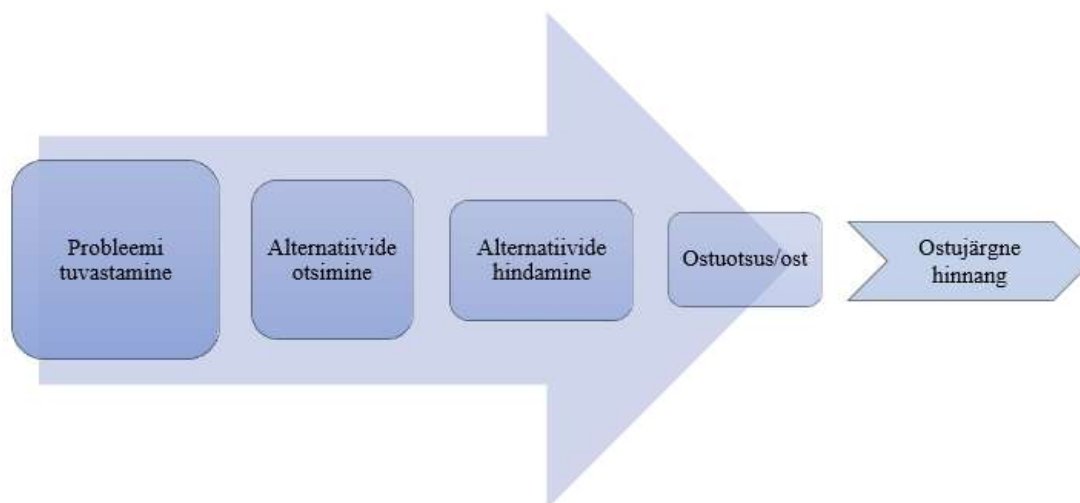 Probleemi
tuvastamine
Alternatiivide
otsimine
Alternatiivide
hindamine
Ostuotsus/ost
Ostujärgne
hinnang